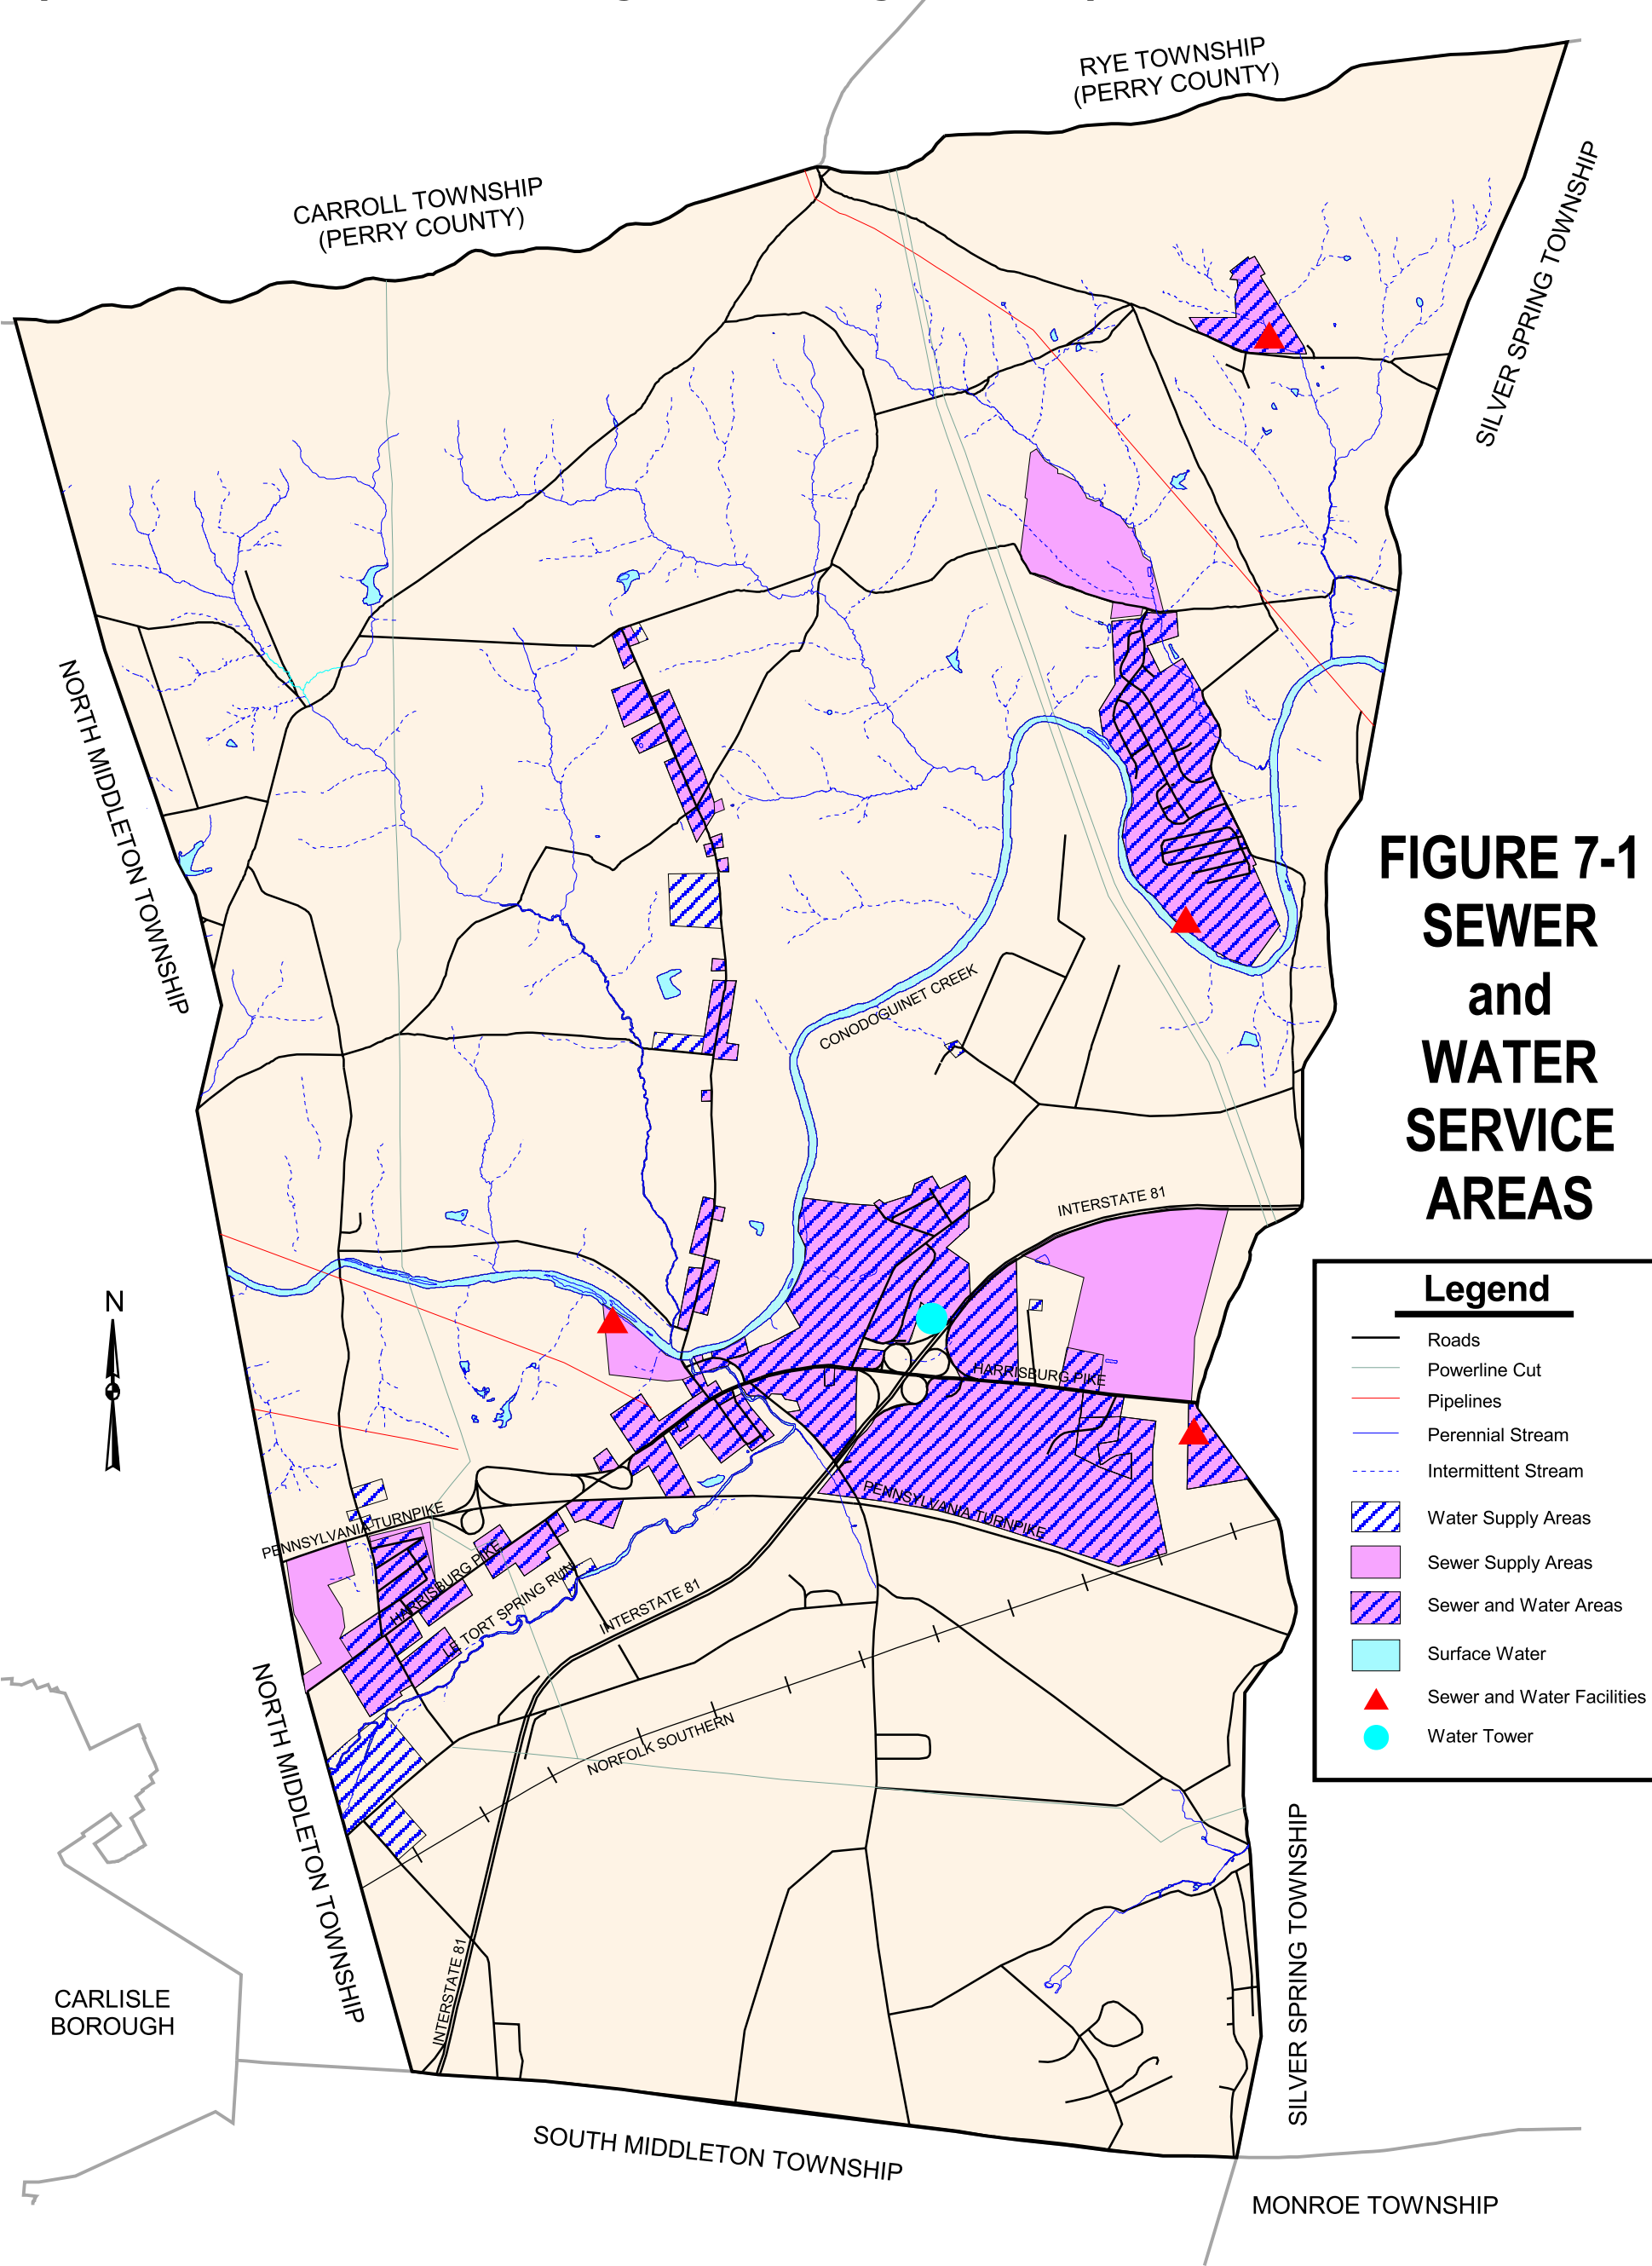 RYE TOWNSHIP
(PERRY COUNTY)
CARROLL TOWNSHIP
(PERRY COUNTY)
SILVER SPRING TOWNSHIP
NORTH MIDDLETON TOWNSHIP
FIGURE 7-1
SEWER
and
WATER
SERVICE
AREAS
CONODOGUINET CREEK
INTERSTATE 81
HARRISBURG PIKE
PENNSYLVANIA TURNPIKE
PENNSYLVANIA TURNPIKE
HARRISBURG PIKE
LE TORT SPRING RUN
INTERSTATE 81
NORFOLK SOUTHERN
INTERSTATE 81
N
Legend
Roads
Powerline Cut
Pipelines
Perennial Stream
Intermittent Stream
Water Supply Areas
Sewer Supply Areas
Sewer and Water Areas
Surface Water
Sewer and Water Facilities
Water Tower
NORTH MIDDLETON TOWNSHIP
SILVER SPRING TOWNSHIP
CARLISLE
BOROUGH
SOUTH MIDDLETON TOWNSHIP
MONROE TOWNSHIP